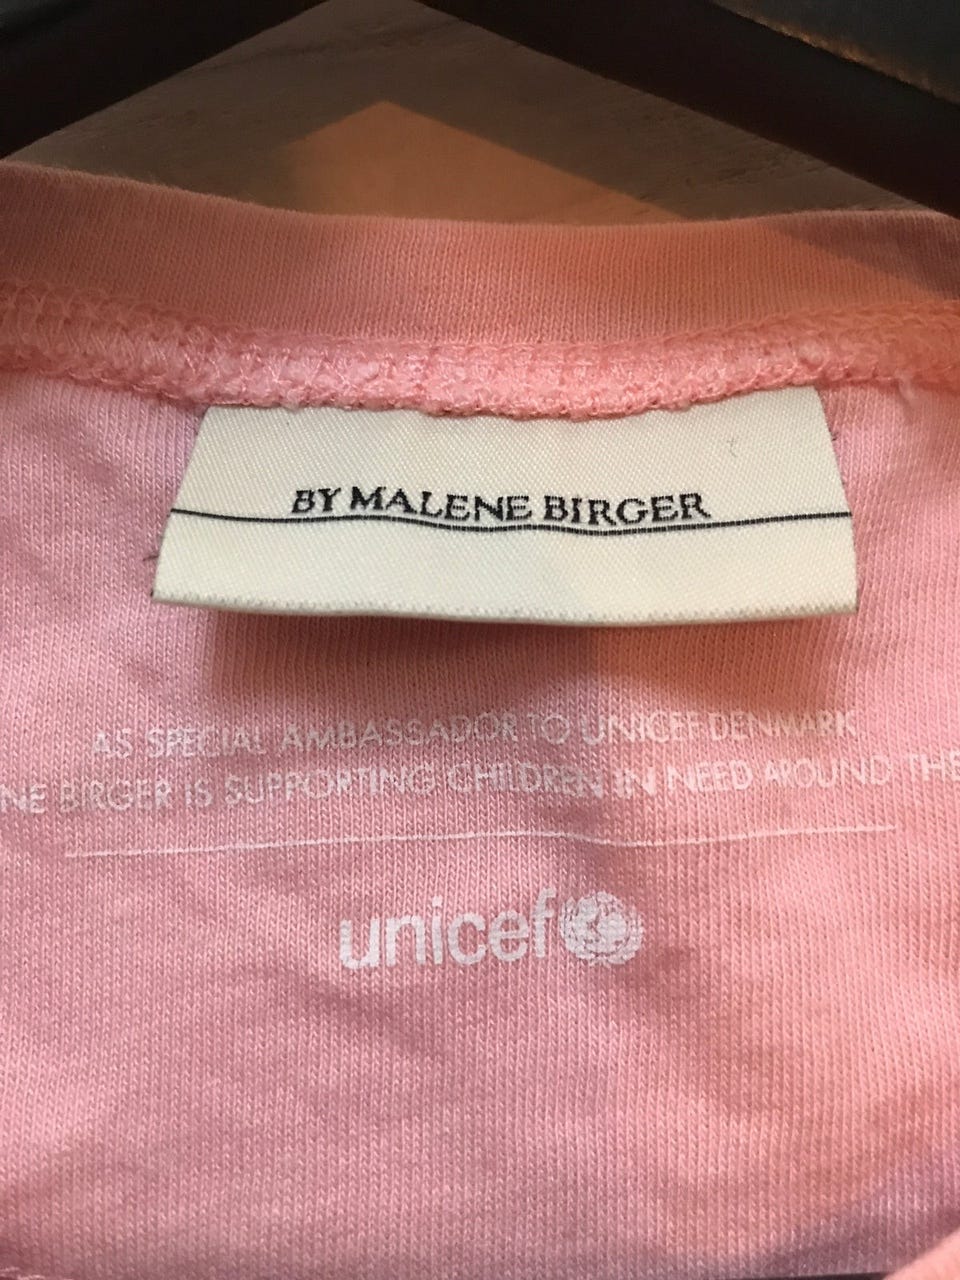 BY MALENE BIRGER
AS SPECIAL AMBASSADOR TO UNICEF DENMARK
NE BIRGER IS SUPPORTING CHILDREN IN NEED AROUND THE
unicef